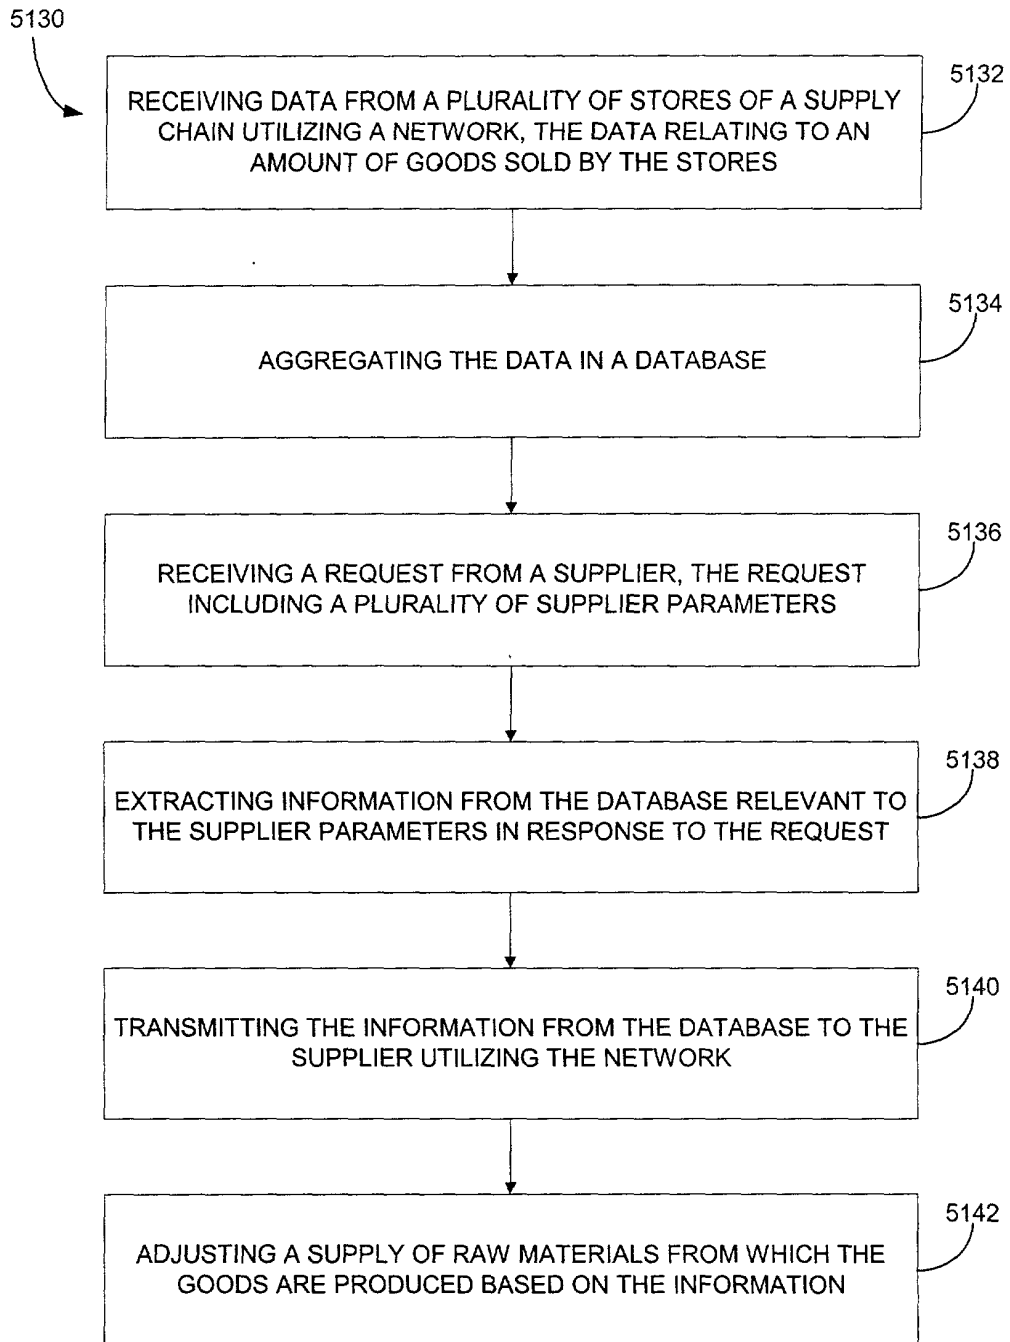 5130
5132
RECEIVING DATA FROM A PLURALITY OF STORES OF A SUPPLY
CHAIN UTILIZING A NETWORK, THE DATA RELATING TO AN
AMOUNT OF GOODS SOLD BY THE STORES
5134
AGGREGATING THE DATA IN A DATABASE
5136
RECEIVING A REQUEST FROM A SUPPLIER, THE REQUEST
INCLUDING A PLURALITY OF SUPPLIER PARAMETERS
5138
EXTRACTING INFORMATION FROM THE DATABASE RELEVANT TO
THE SUPPLIER PARAMETERS IN RESPONSE TO THE REQUEST
5140
TRANSMITTING THE INFORMATION FROM THE DATABASE TO THE
SUPPLIER UTILIZING THE NETWORK
5142
ADJUSTING A SUPPLY OF RAW MATERIALS FROM WHICH THE
GOODS ARE PRODUCED BASED ON THE INFORMATION